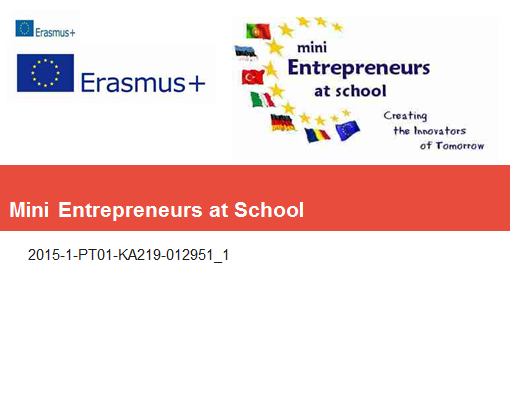 Erasmus+
Erasmus+
mini
Entrepreneurs
at school
Creating
the Innovators
of Tomorrow
Mini Entrepreneurs at School
2015-1-PT01-KA219-012951_1